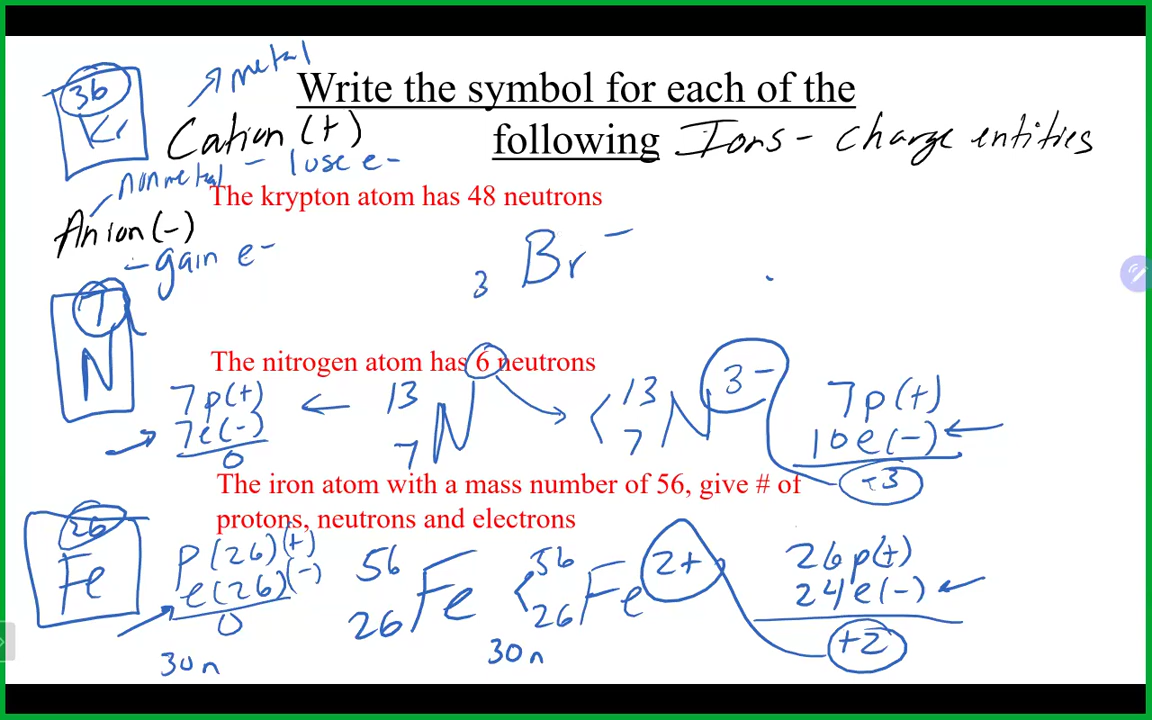 36
Kr
metal
Write the symbol for each of the
following Ions - charge entities
Cation (+)
- lose e-
nonmetal
The krypton atom has 48 neutrons
Anion (-)
- gain e-
3 Br -
7
N
The nitrogen atom has 6 neutrons
7p(+)
7e(-)
0
13
7 N
13
7 N 3-
7p(+)
10e(-)
-3
The iron atom with a mass number of 56, give # of
protons, neutrons and electrons
26
Fe
p(26)(+)
e(26)(-)
0
30n
56
26 Fe
56
26 Fe 2+
30n
26p(+)
24e(-)
+2